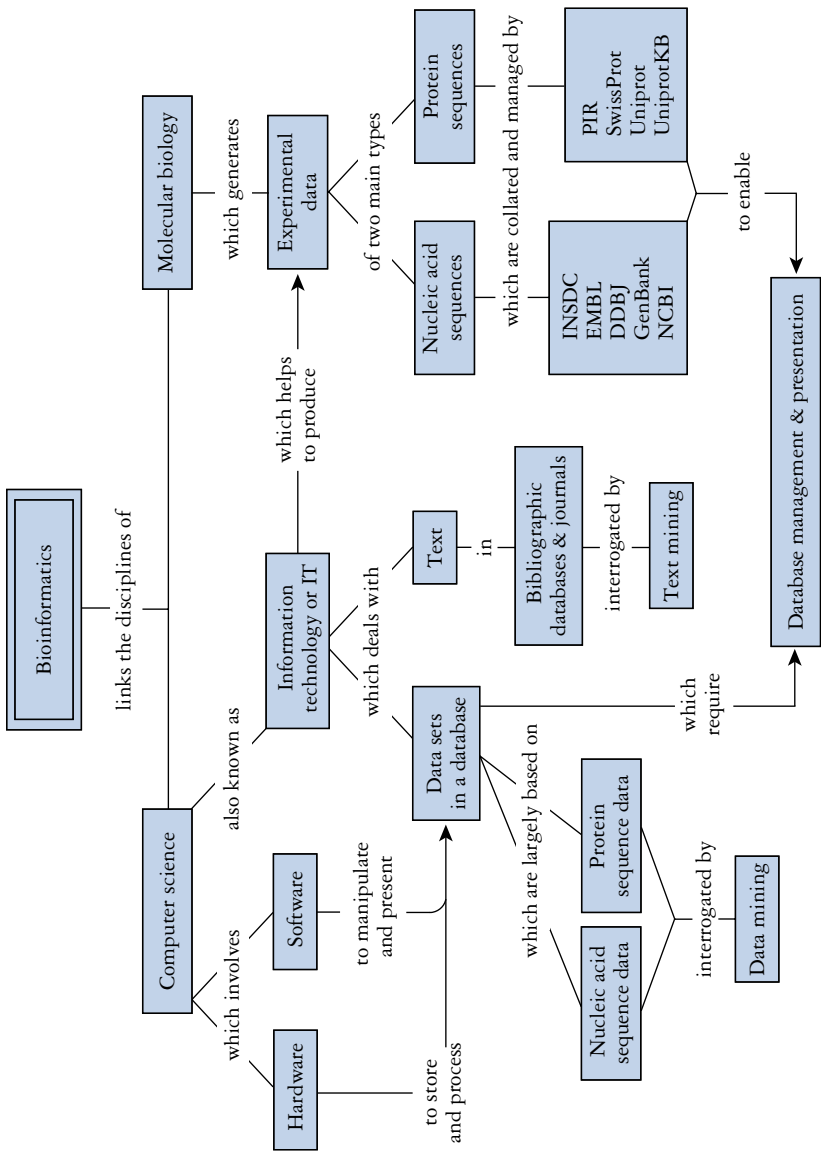 Bioinformatics
links the disciplines of
Computer science
Molecular biology
which involves
also known as
which generates
Hardware
Software
Information
technology or IT
which helps
to produce
Experimental
data
to store
and process
to manipulate
and present
which deals with
of two main types
Data sets
in a database
Text
Nucleic acid
sequences
Protein
sequences
in
which are collated and managed by
which are largely based on
Bibliographic
databases & journals
INSDC
EMBL
DDBJ
GenBank
NCBI
PIR
SwissProt
Uniprot
UniprotKB
Nucleic acid
sequence data
Protein
sequence data
which
require
interrogated by
Text mining
to enable
interrogated by
Data mining
Database management & presentation